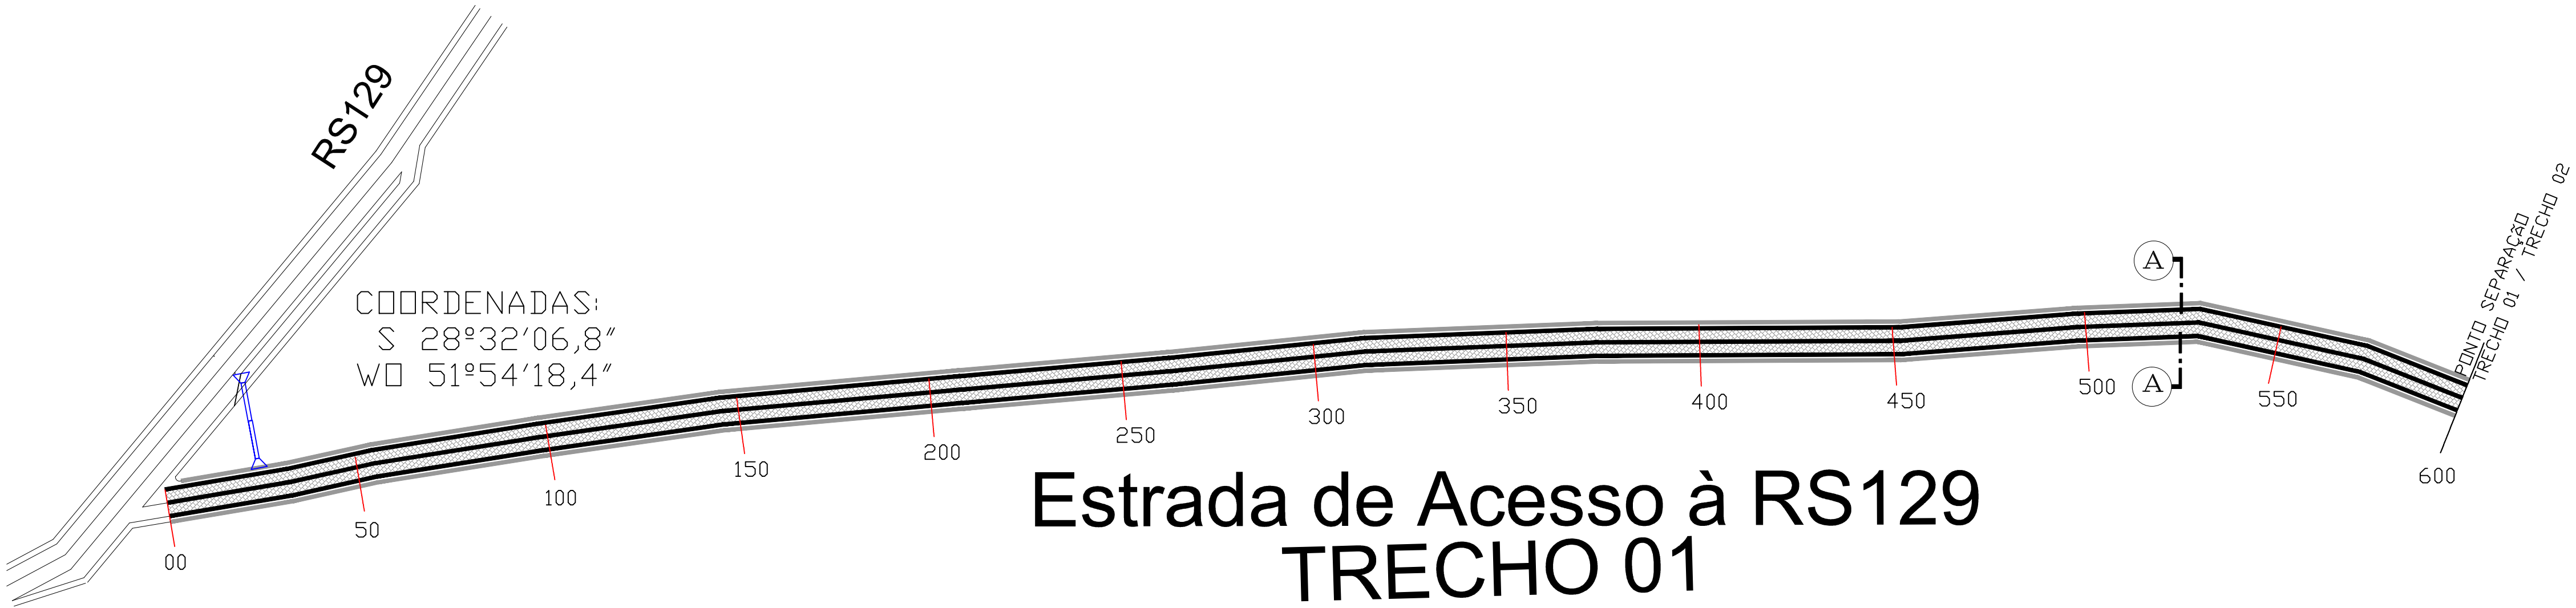 RS129
COORDENADAS:
S 28º32'06,8"
WO 51º54'18,4"
00
50
100
150
200
250
300
350
400
450
500
550
600
A
A
PONTO SEPARAÇÃO
TRECHO 01 / TRECHO 02
Estrada de Acesso à RS129
TRECHO 01